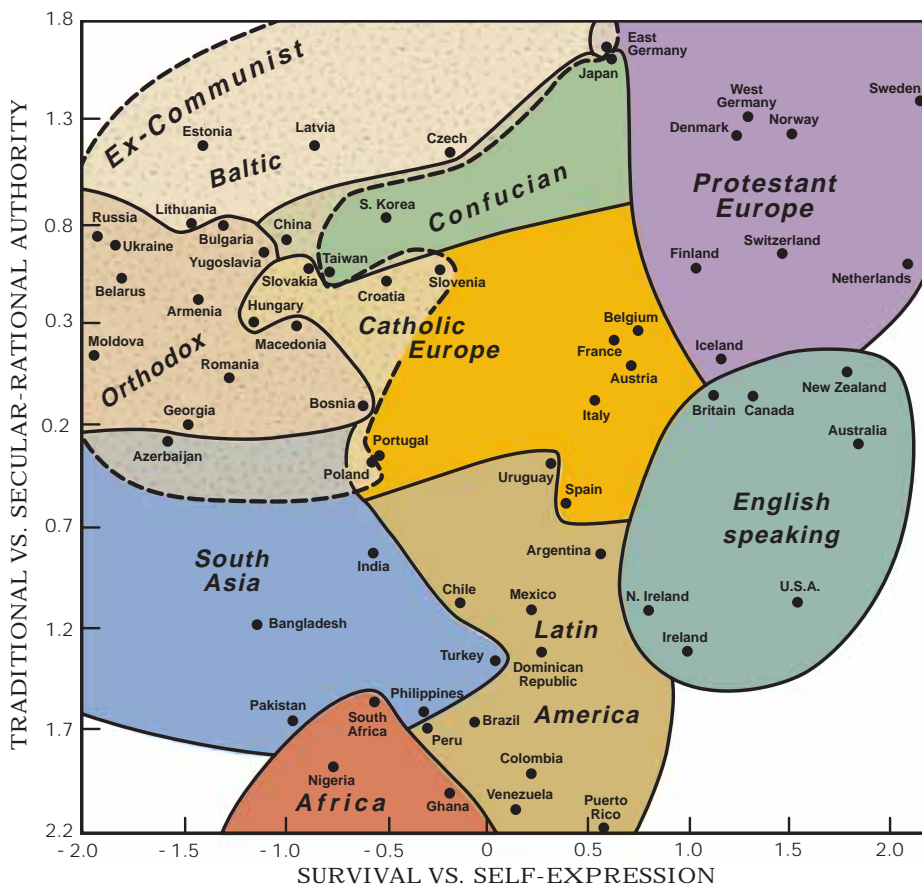 TRADITIONAL VS. SECULAR-RATIONAL AUTHORITY
1.8
1.3
0.8
0.3
0.2
0.7
1.2
1.7
2.2
Ex-Communist
Baltic
Estonia
Latvia
Czech
East
Germany
Japan
Confucian
S. Korea
China
Taiwan
West
Germany
Sweden
Denmark
Norway
Protestant
Europe
Finland
Switzerland
Netherlands
Iceland
Russia
Lithuania
Ukraine
Bulgaria
Yugoslavia
Belarus
Slovakia
Armenia
Hungary
Croatia
Slovenia
Macedonia
Catholic
Europe
Moldova
Orthodox
Romania
Bosnia
Georgia
Azerbaijan
Portugal
Poland
Belgium
France
Austria
Italy
Britain
Canada
New Zealand
Australia
English
speaking
N. Ireland
U.S.A.
Ireland
Uruguay
Spain
Argentina
South
Asia
India
Bangladesh
Chile
Mexico
Latin
America
Turkey
Dominican
Republic
Pakistan
South
Africa
Philippines
Peru
Brazil
Nigeria
Africa
Ghana
Colombia
Venezuela
Puerto
Rico
- 2.0
- 1.5
- 1.0
-0.5
0
0.5
1.0
1.5
2.0
SURVIVAL VS. SELF-EXPRESSION